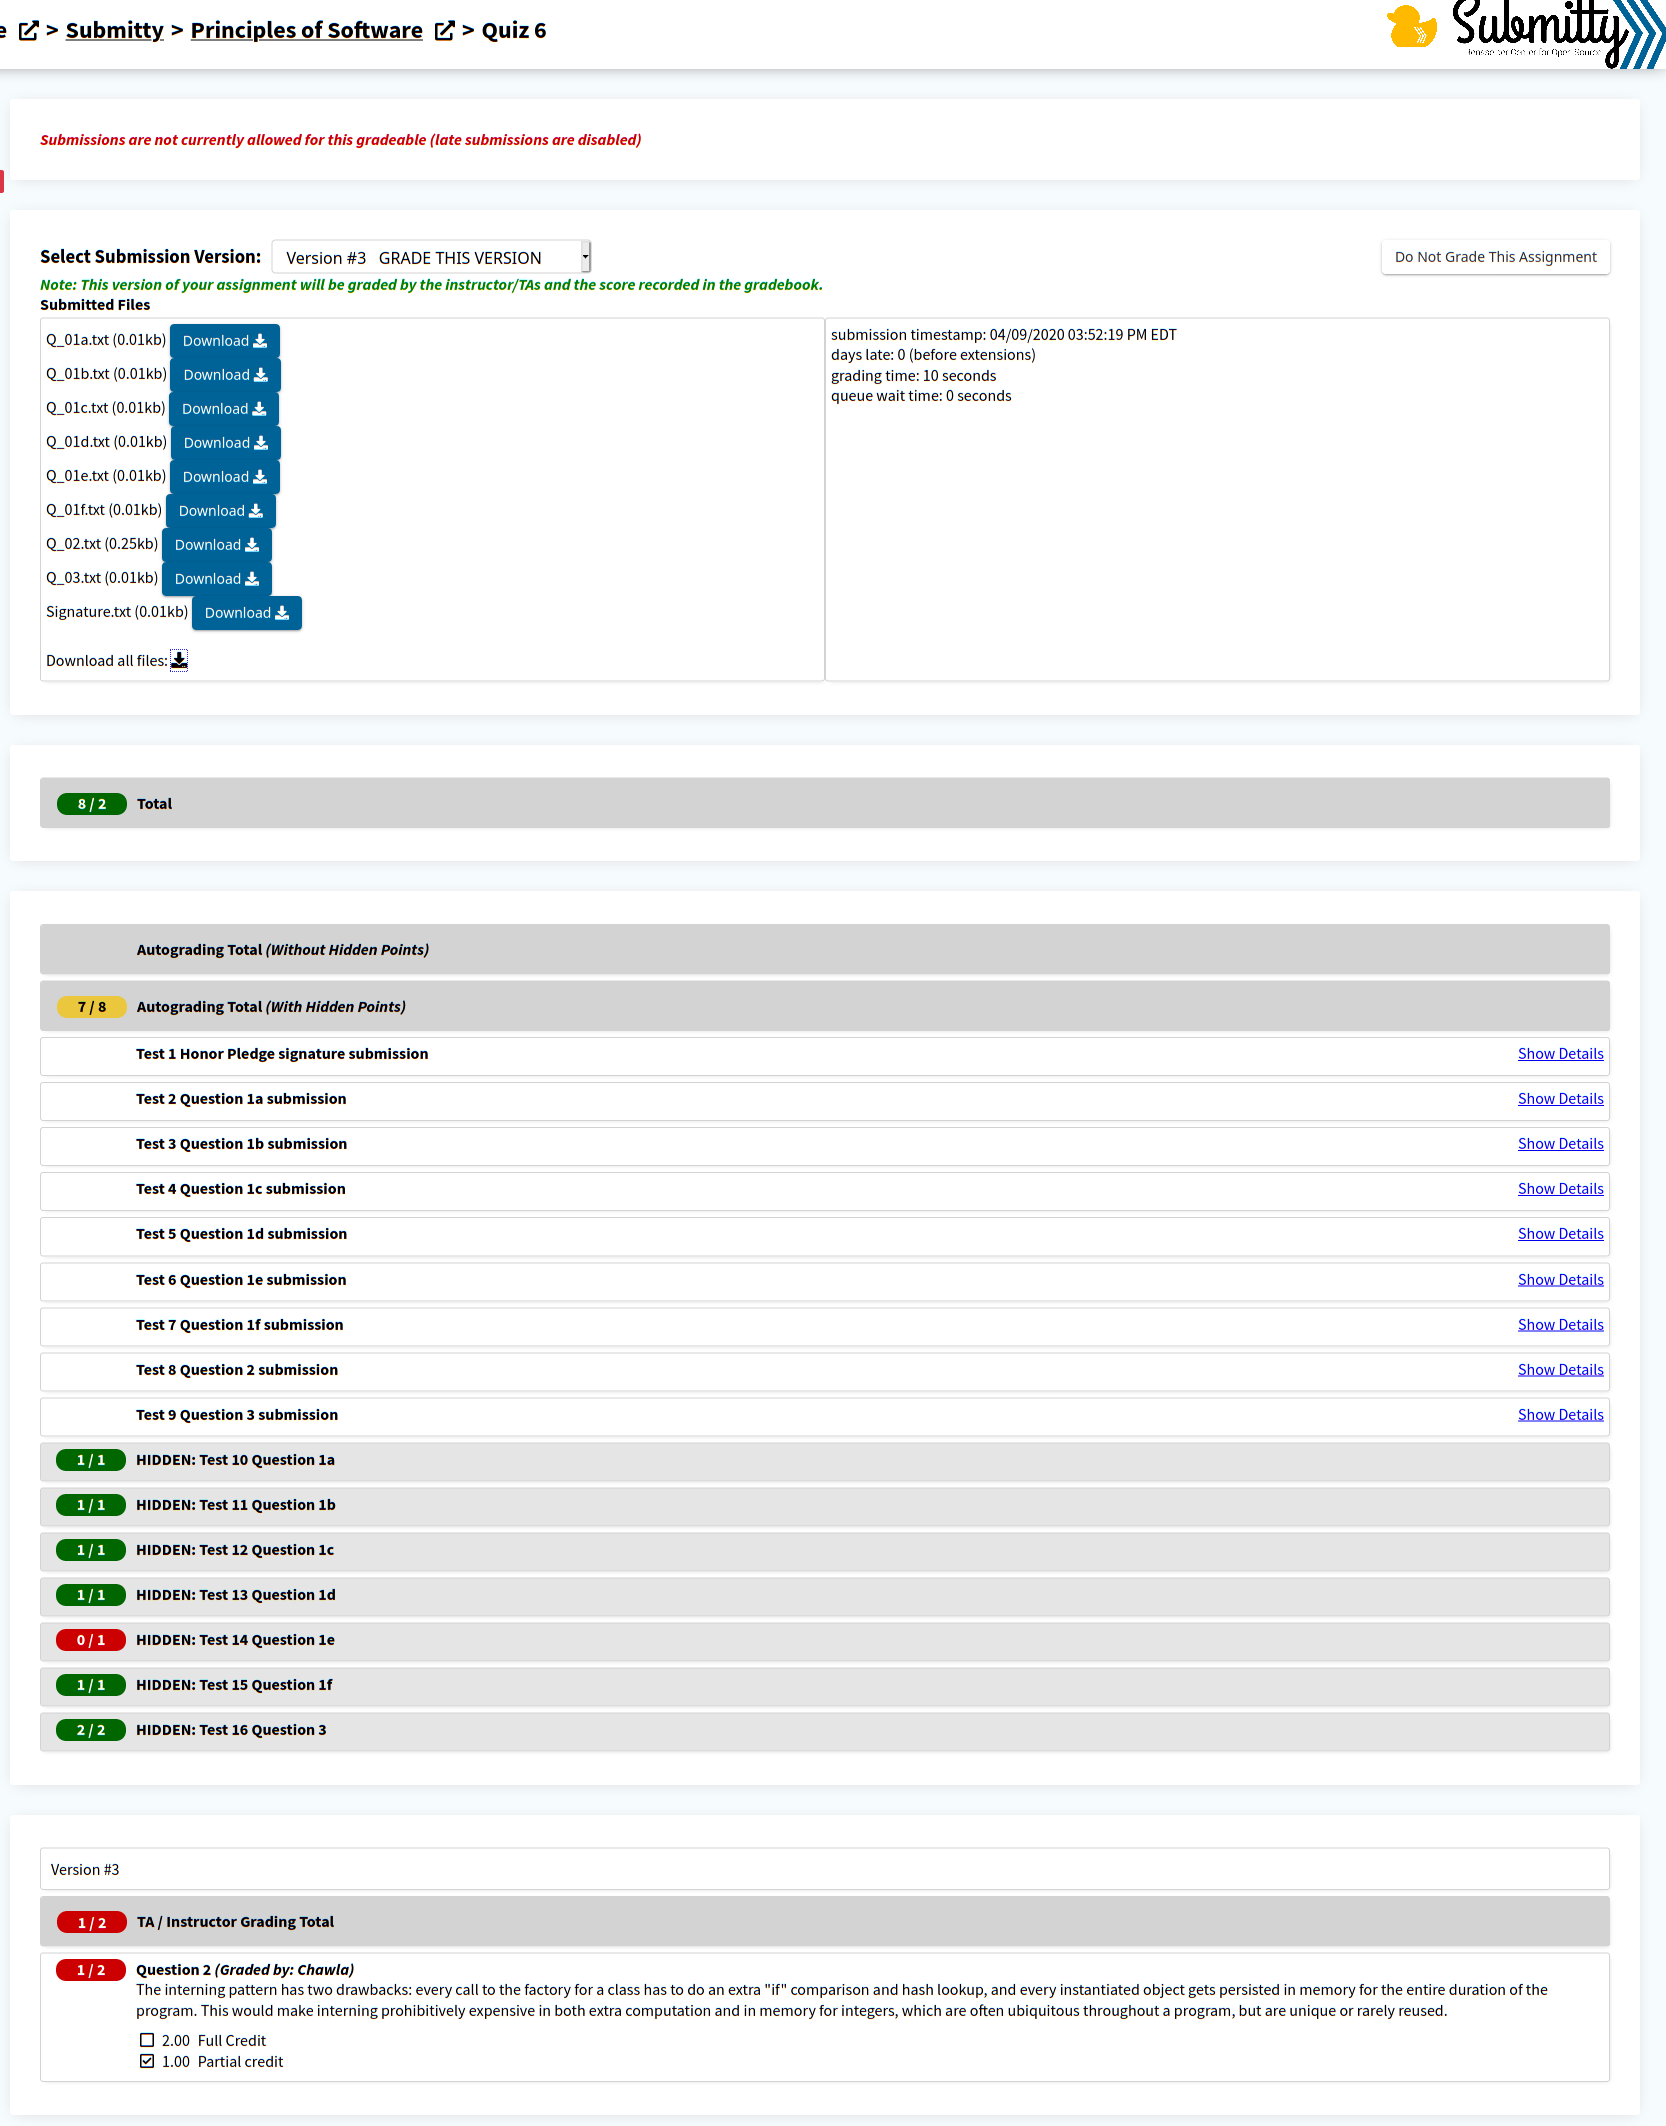 e > Submitty > Principles of Software > Quiz 6
Submitty
Rensselaer Center for Open Source
Submissions are not currently allowed for this gradeable (late submissions are disabled)
Select Submission Version: Version #3 GRADE THIS VERSION
Do Not Grade This Assignment
Note: This version of your assignment will be graded by the instructor/TAs and the score recorded in the gradebook.
Submitted Files
Q_01a.txt (0.01kb) Download
Q_01b.txt (0.01kb) Download
Q_01c.txt (0.01kb) Download
Q_01d.txt (0.01kb) Download
Q_01e.txt (0.01kb) Download
Q_01f.txt (0.01kb) Download
Q_02.txt (0.25kb) Download
Q_03.txt (0.01kb) Download
Signature.txt (0.01kb) Download
Download all files:
submission timestamp: 04/09/2020 03:52:19 PM EDT
days late: 0 (before extensions)
grading time: 10 seconds
queue wait time: 0 seconds
8 / 2 Total
Autograding Total (Without Hidden Points)
7 / 8 Autograding Total (With Hidden Points)
Test 1 Honor Pledge signature submission Show Details
Test 2 Question 1a submission Show Details
Test 3 Question 1b submission Show Details
Test 4 Question 1c submission Show Details
Test 5 Question 1d submission Show Details
Test 6 Question 1e submission Show Details
Test 7 Question 1f submission Show Details
Test 8 Question 2 submission Show Details
Test 9 Question 3 submission Show Details
1 / 1 HIDDEN: Test 10 Question 1a
1 / 1 HIDDEN: Test 11 Question 1b
1 / 1 HIDDEN: Test 12 Question 1c
1 / 1 HIDDEN: Test 13 Question 1d
0 / 1 HIDDEN: Test 14 Question 1e
1 / 1 HIDDEN: Test 15 Question 1f
2 / 2 HIDDEN: Test 16 Question 3
Version #3
1 / 2 TA / Instructor Grading Total
1 / 2 Question 2 (Graded by: Chawla)
The interning pattern has two drawbacks: every call to the factory for a class has to do an extra "if" comparison and hash lookup, and every instantiated object gets persisted in memory for the entire duration of the
program. This would make interning prohibitively expensive in both extra computation and in memory for integers, which are often ubiquitous throughout a program, but are unique or rarely reused.
2.00 Full Credit
1.00 Partial credit